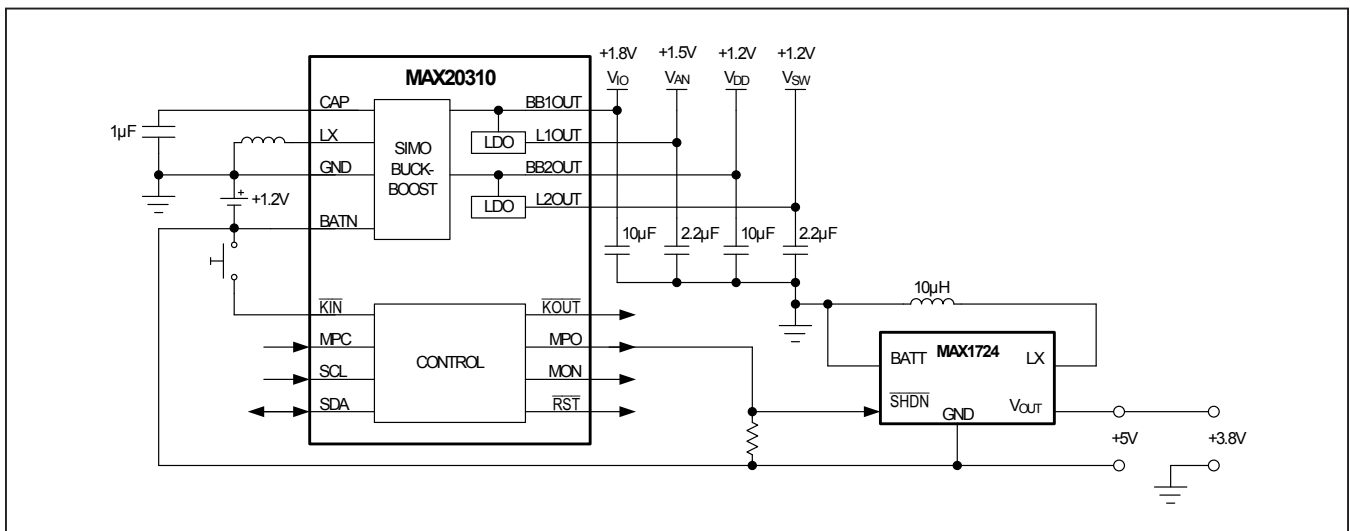 +1.8V +1.5V +1.2V +1.2V
VIO VAN VDD VSW
MAX20310
CAP BB1OUT
1µF
LX L1OUT
LDO
SIMO
BUCK-
BOOST
GND BB2OUT
+ +1.2V
LDO L2OUT
BATN
10µF 2.2µF 10µF 2.2µF
10µH
KIN KOUT
MPC MPO
CONTROL
SCL MON
SDA RST
MAX1724
BATT LX
SHDN
GND VOUT
+5V +3.8V